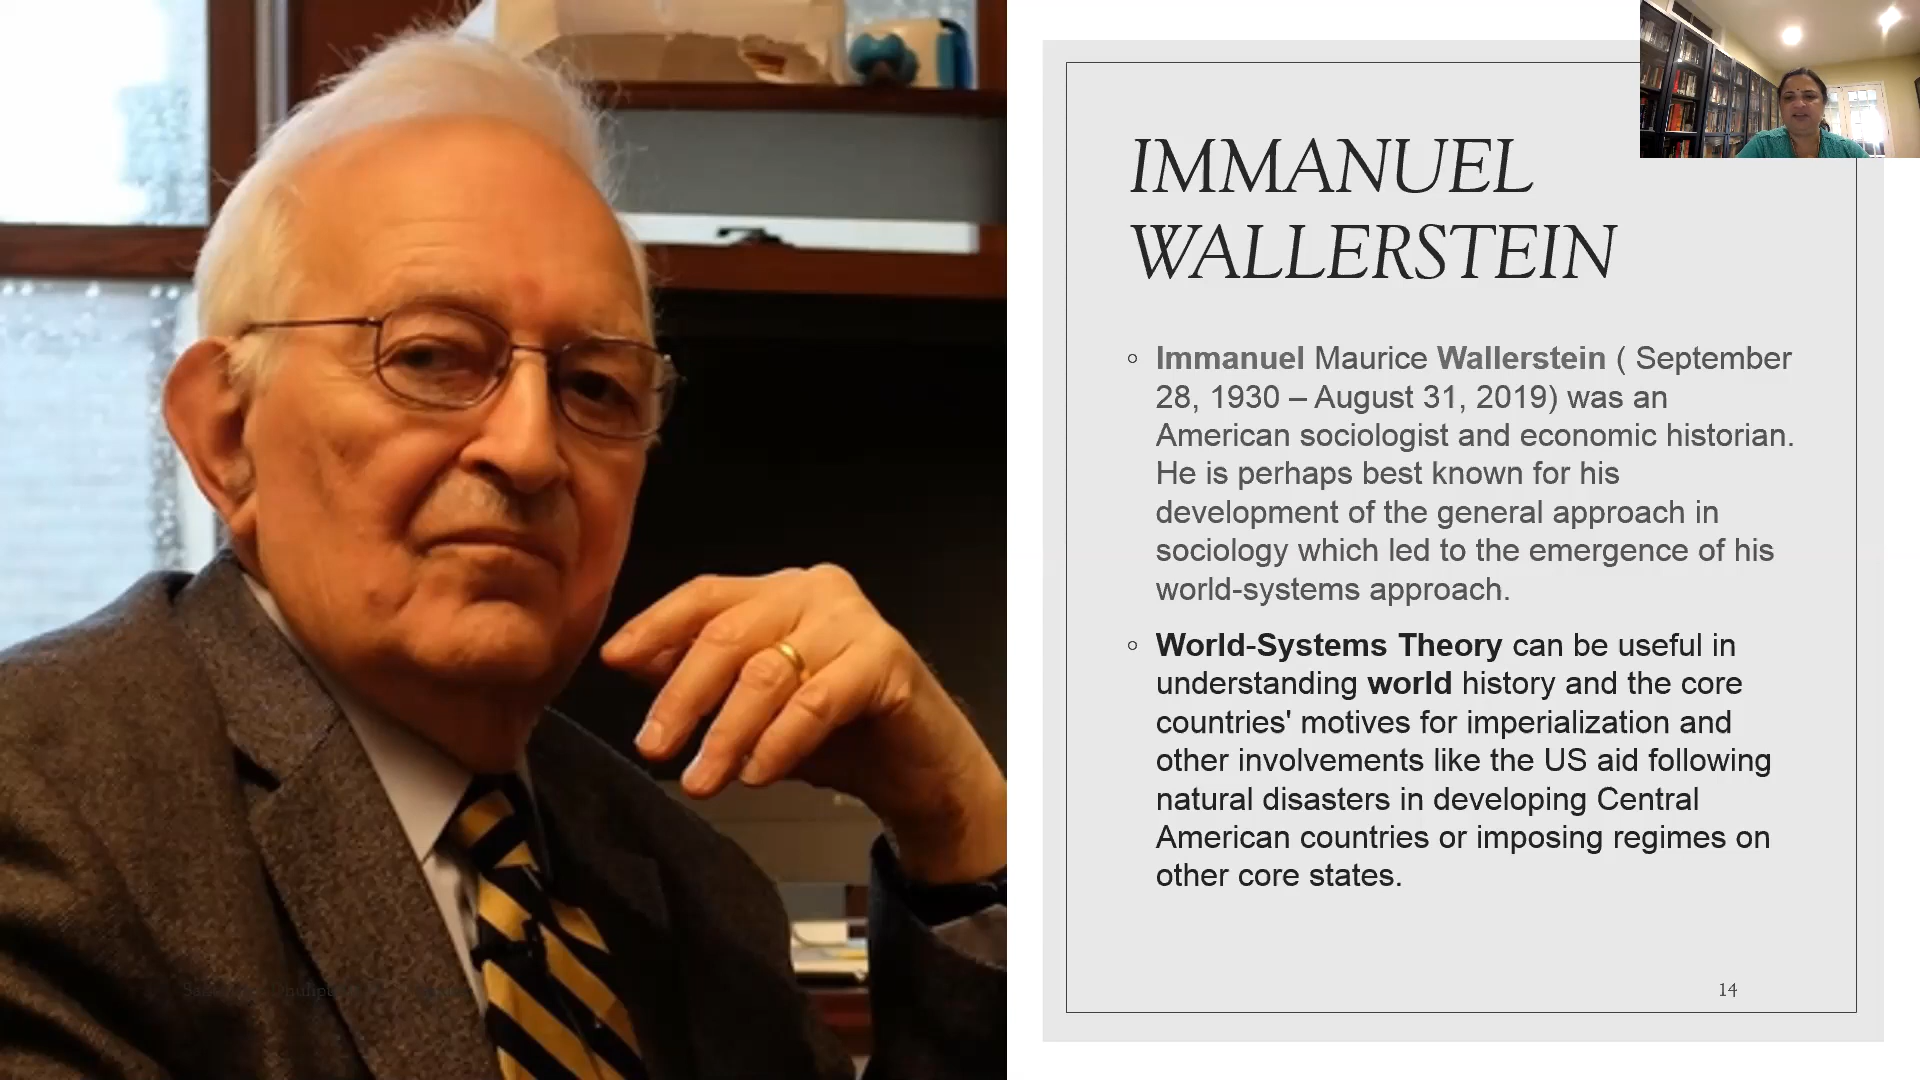 IMMANUEL
WALLERSTEIN
Immanuel Maurice Wallerstein ( September
28, 1930 – August 31, 2019) was an
American sociologist and economic historian.
He is perhaps best known for his
development of the general approach in
sociology which led to the emergence of his
world-systems approach.
World-Systems Theory can be useful in
understanding world history and the core
countries' motives for imperialization and
other involvements like the US aid following
natural disasters in developing Central
American countries or imposing regimes on
other core states.
14